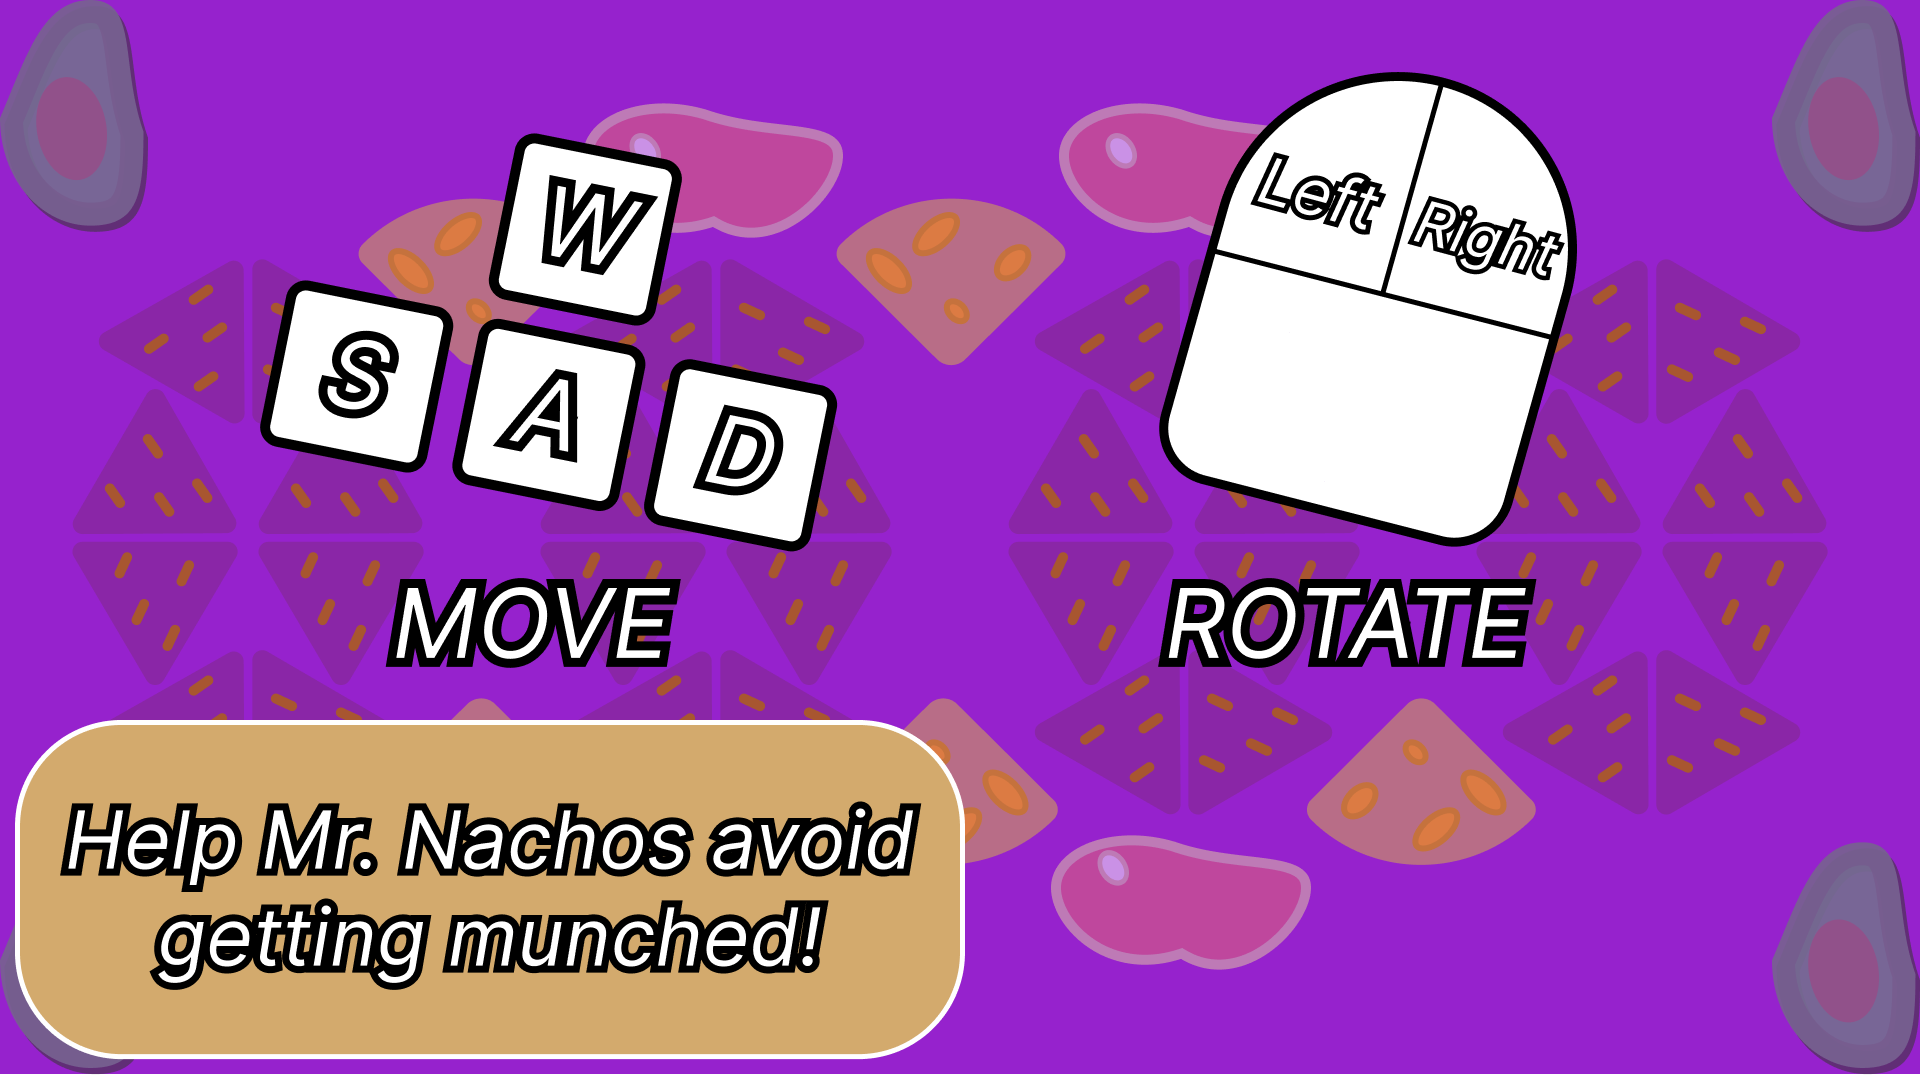 W
S A D
Left Right
MOVE
ROTATE
Help Mr. Nachos avoid
getting munched!